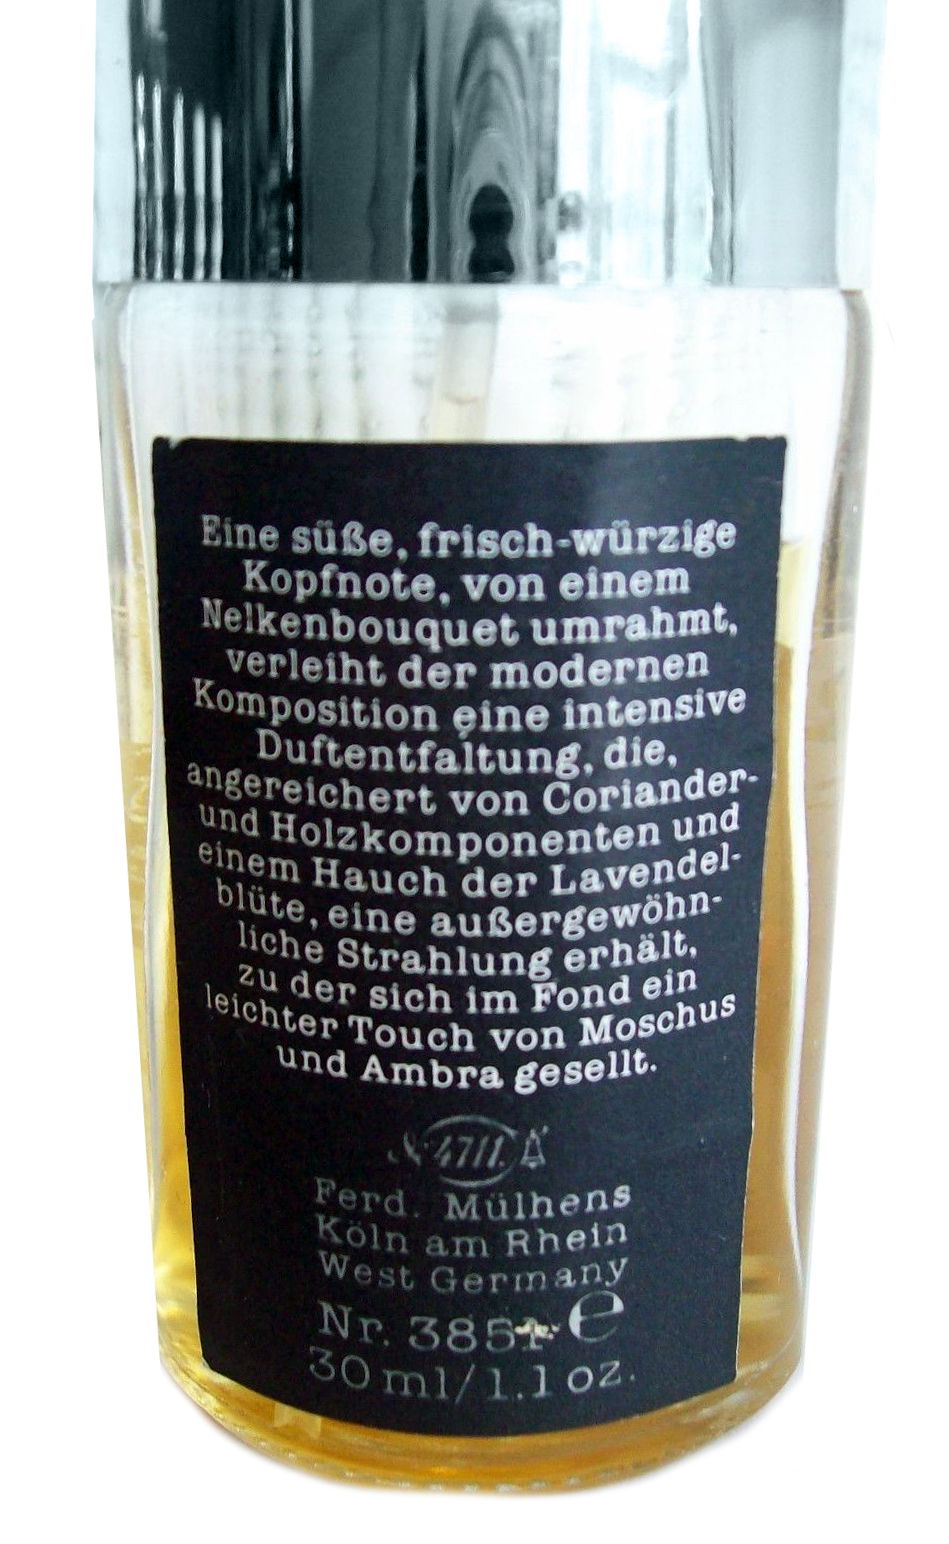 Eine süße, frisch-würzige
Kopfnote, von einem
Nelkenbouquet umrahmt,
verleiht der modernen
Komposition eine intensive
Duftentfaltung, die,
angereichert von Coriander-
und Holzkomponenten und
einem Hauch der Lavendel-
blüte, eine außergewöhn-
liche Strahlung erhält,
zu der sich im Fond ein
leichter Touch von Moschus
und Ambra gesellt.
№ 4711.
Ferd. Mülhens
Köln am Rhein
West Germany
Nr. 3851 e
30 ml/1.1 oz.